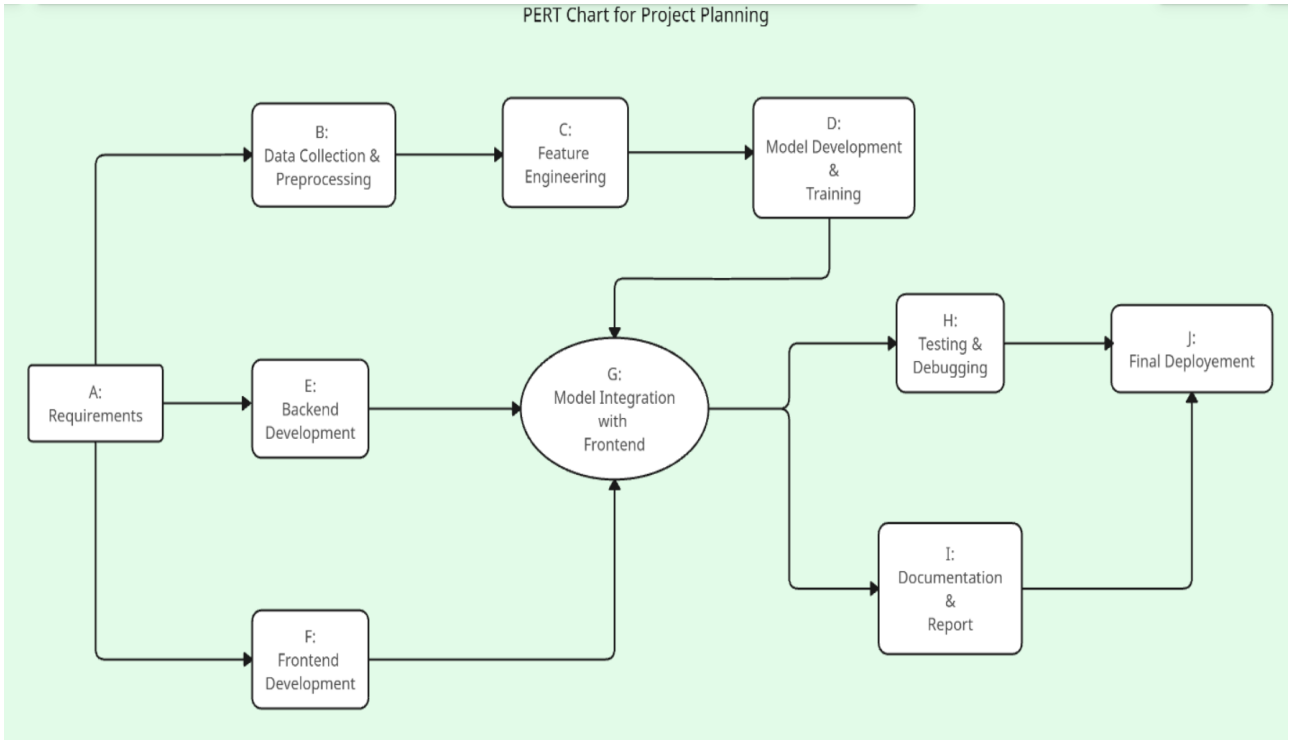 PERT Chart for Project Planning
B:
Data Collection &
Preprocessing
C:
Feature
Engineering
D:
Model Development
&
Training
A:
Requirements
E:
Backend
Development
G:
Model Integration
with
Frontend
H:
Testing &
Debugging
J:
Final Deployement
I:
Documentation
&
Report
F:
Frontend
Development